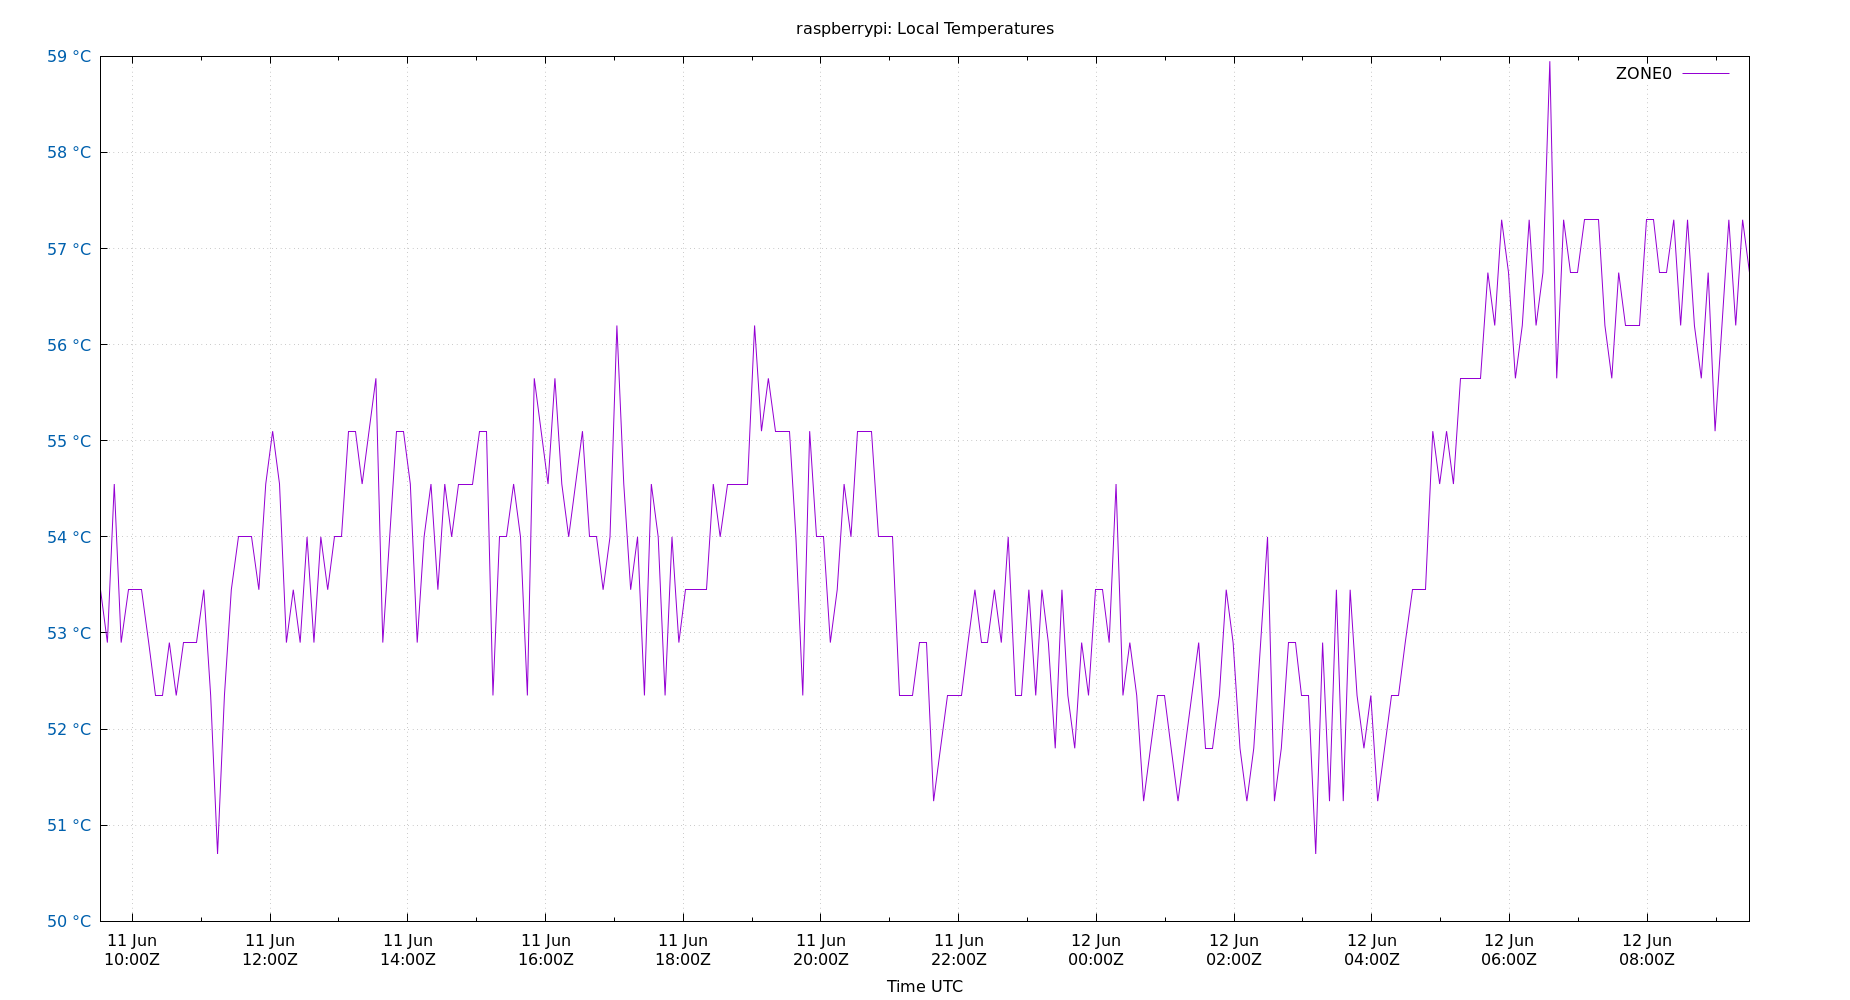 raspberrypi: Local Temperatures
59 °C
ZONE0
58 °C
57 °C
56 °C
55 °C
54 °C
53 °C
52 °C
51 °C
50 °C
11 Jun 11 Jun 11 Jun 11 Jun 11 Jun 11 Jun 11 Jun 12 Jun 12 Jun 12 Jun 12 Jun 12 Jun
10:00Z 12:00Z 14:00Z 16:00Z 18:00Z 20:00Z 22:00Z 00:00Z 02:00Z 04:00Z 06:00Z 08:00Z
Time UTC